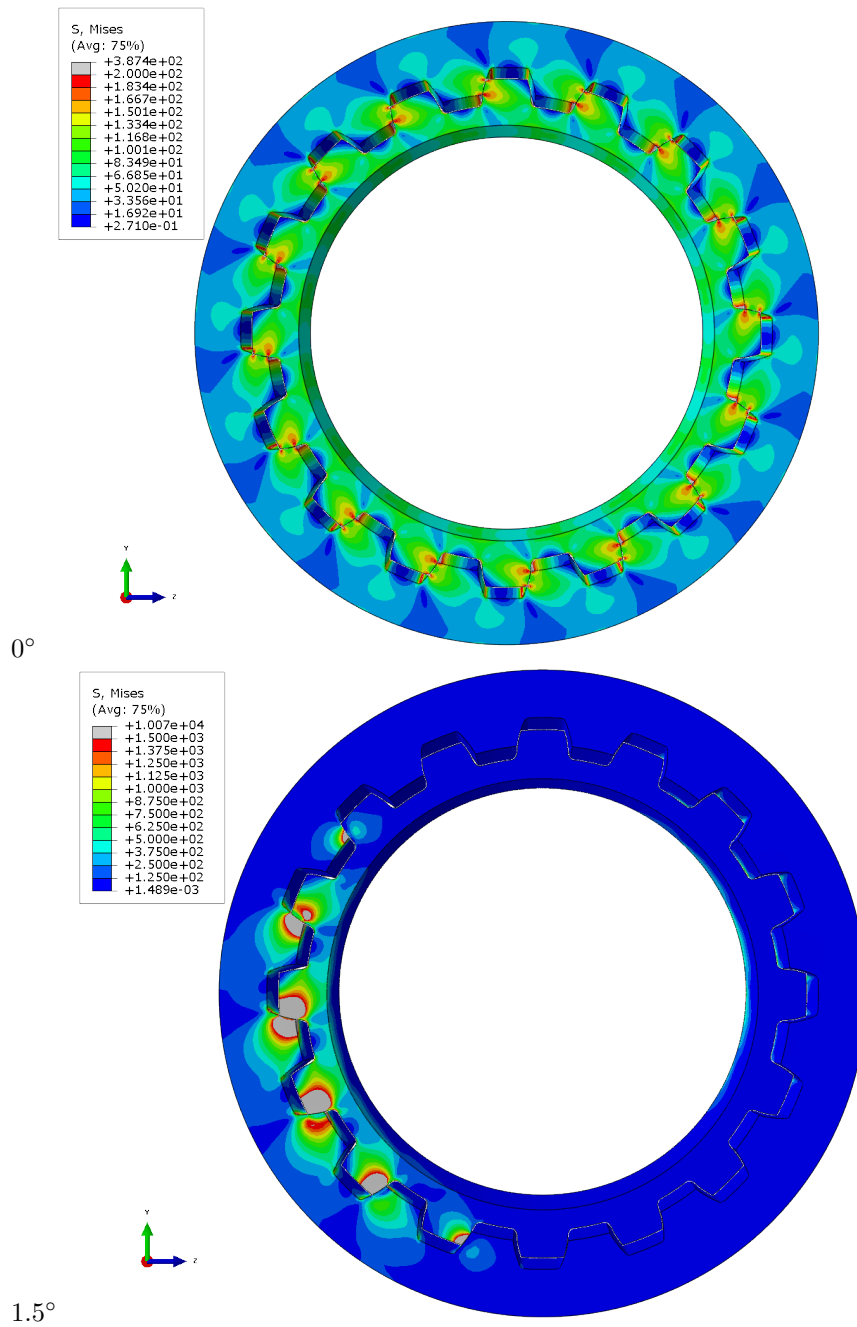 S, Mises
(Avg: 75%)
+3.874e+02
+2.000e+02
+1.834e+02
+1.667e+02
+1.501e+02
+1.334e+02
+1.168e+02
+1.001e+02
+8.349e+01
+6.685e+01
+5.020e+01
+3.356e+01
+1.692e+01
+2.710e-01
Y
Z
0°
S, Mises
(Avg: 75%)
+1.007e+04
+1.500e+03
+1.375e+03
+1.250e+03
+1.125e+03
+1.000e+03
+8.750e+02
+7.500e+02
+6.250e+02
+5.000e+02
+3.750e+02
+2.500e+02
+1.250e+02
+1.489e-03
Y
Z
1.5°